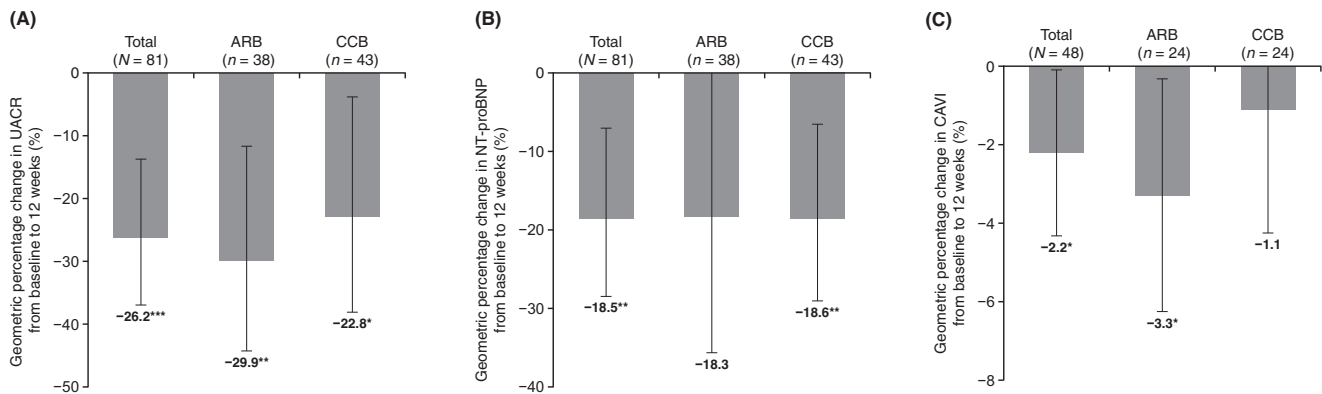 (A)
Total
(N = 81)
ARB
(n = 38)
CCB
(n = 43)
0
−10
−20
−30
−40
−50
Geometric percentage change in UACR
from baseline to 12 weeks (%)
−26.2***
−29.9**
−22.8*
(B)
Total
(N = 81)
ARB
(n = 38)
CCB
(n = 43)
0
−10
−20
−30
−40
Geometric percentage change in NT-proBNP
from baseline to 12 weeks (%)
−18.5**
−18.3
−18.6**
(C)
Total
(N = 48)
ARB
(n = 24)
CCB
(n = 24)
0
−2
−4
−6
−8
Geometric percentage change in CAVI
from baseline to 12 weeks (%)
−2.2*
−3.3*
−1.1